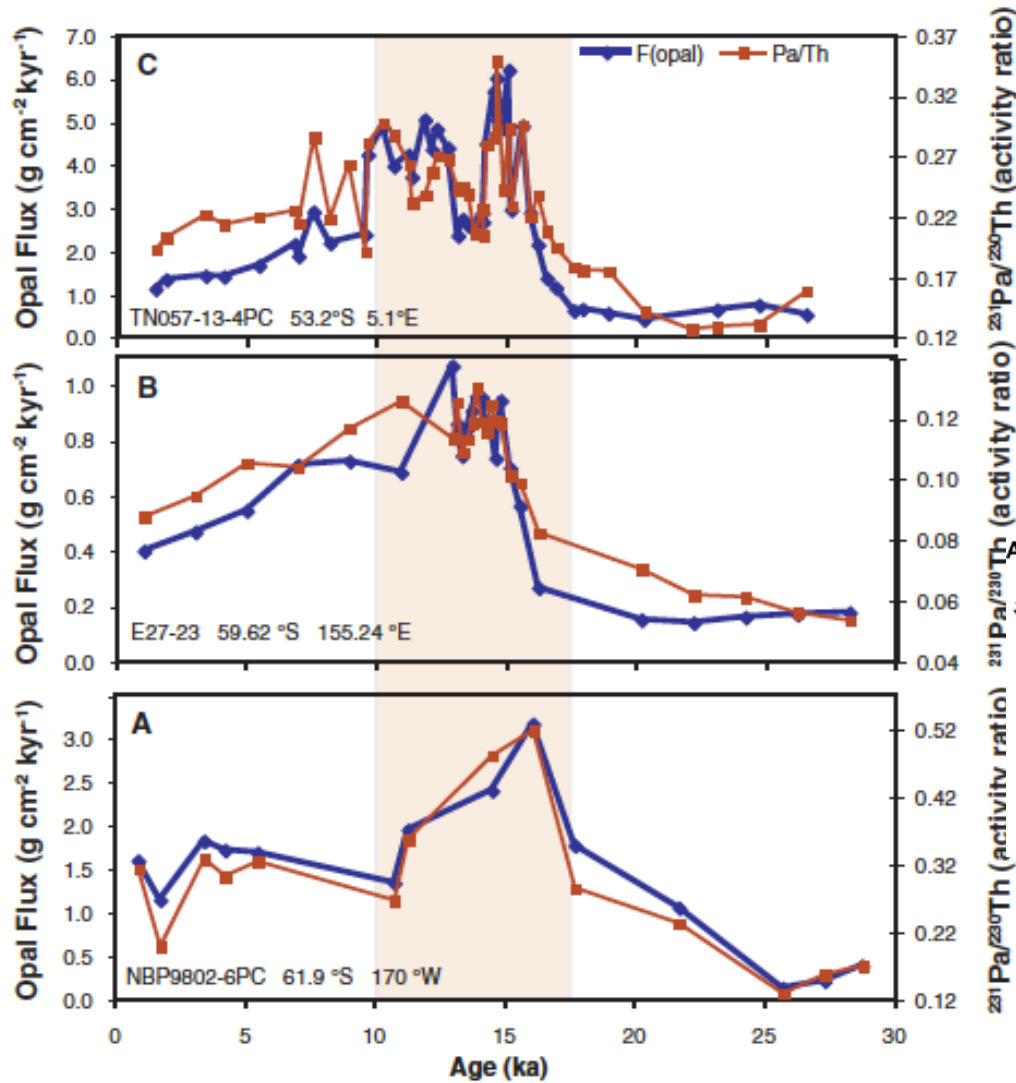 7.0
6.0
5.0
4.0
3.0
2.0
1.0
0.0
Opal Flux (g cm⁻² kyr⁻¹)
C
F(opal) Pa/Th
TN057-13-4PC 53.2°S 5.1°E
0.37
0.32
0.27
0.22
0.17
0.12
²³¹Pa/²³⁰Th (activity ratio)
1.0
0.8
0.6
0.4
0.2
0.0
Opal Flux (g cm⁻² kyr⁻¹)
B
E27-23 59.62 °S 155.24 °E
0.12
0.10
0.08
0.06
0.04
²³¹Pa/²³⁰Th (activity ratio)
A
3.0
2.5
2.0
1.5
1.0
0.5
0.0
Opal Flux (g cm⁻² kyr⁻¹)
A
NBP9802-6PC 61.9 °S 170 °W
0.52
0.42
0.32
0.22
0.12
²³¹Pa/²³⁰Th (activity ratio)
0 5 10 15 20 25 30
Age (ka)